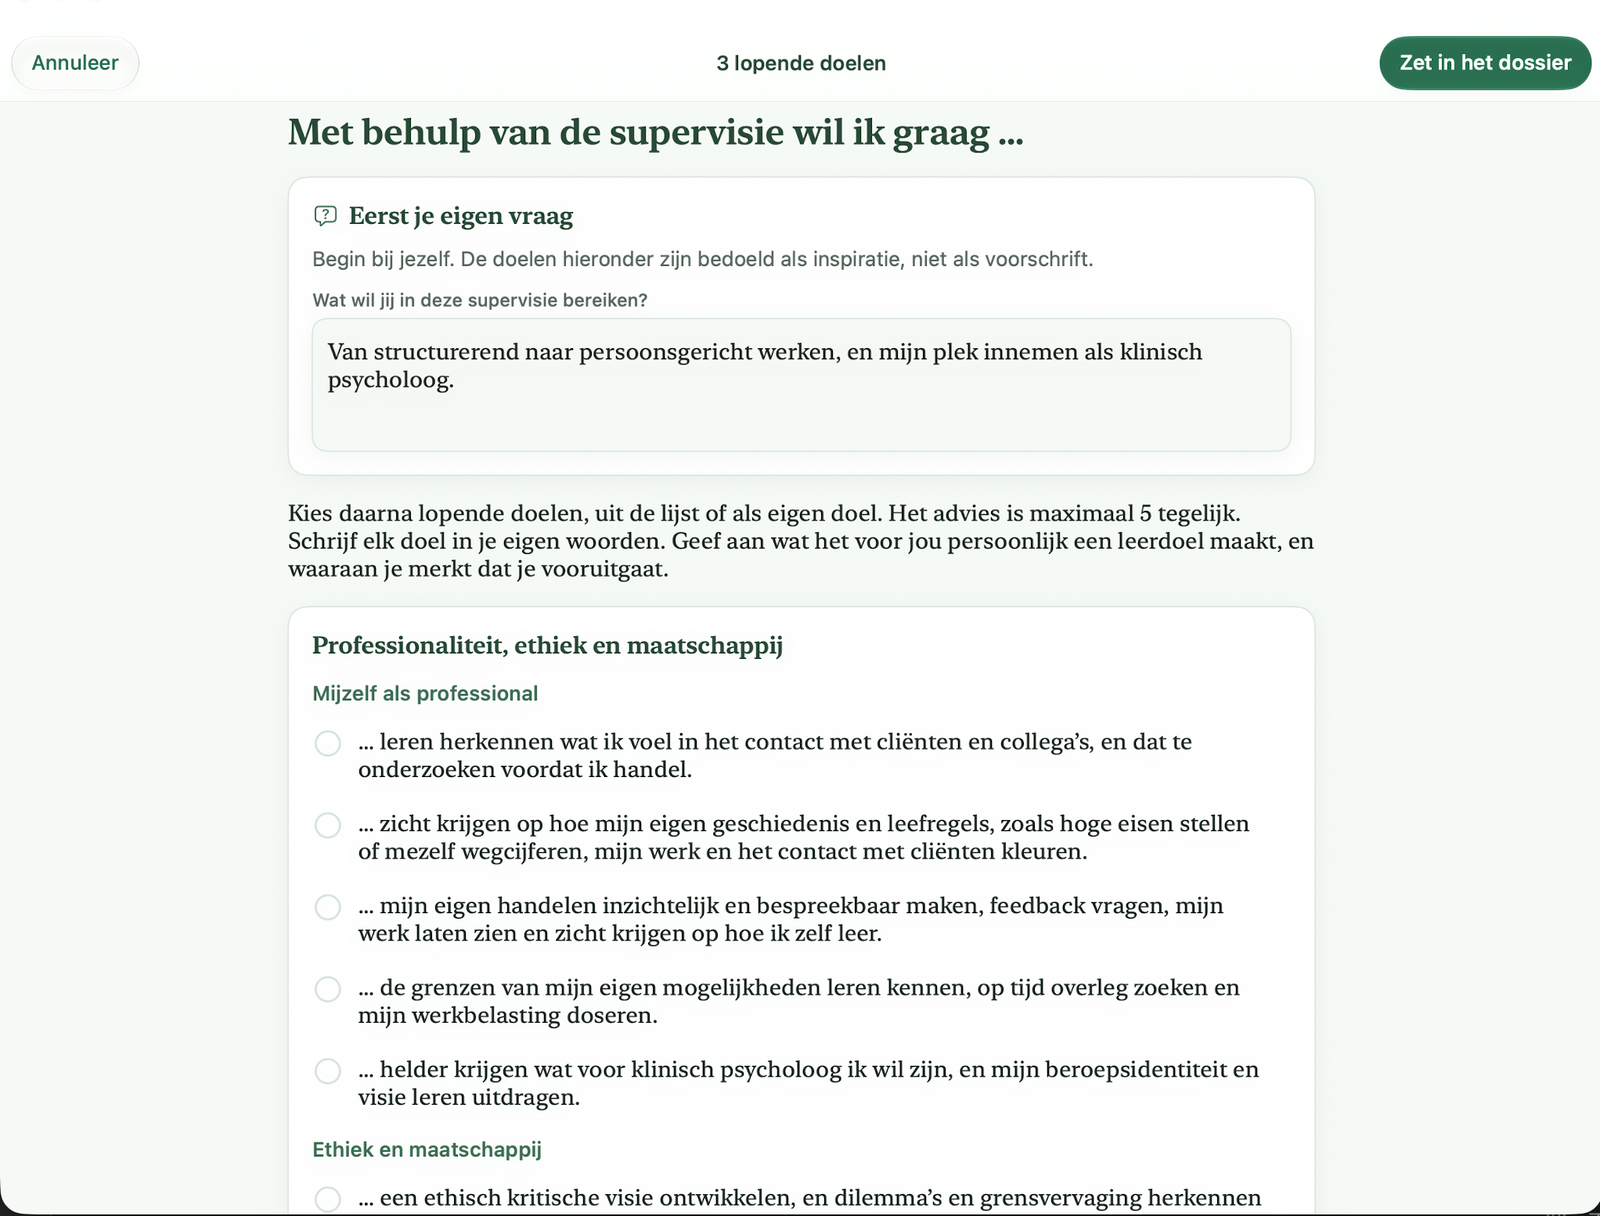 Annuleer
3 lopende doelen
Zet in het dossier
Met behulp van de supervisie wil ik graag ...
Eerst je eigen vraag
Begin bij jezelf. De doelen hieronder zijn bedoeld als inspiratie, niet als voorschrift.
Wat wil jij in deze supervisie bereiken?
Van structurerend naar persoonsgericht werken, en mijn plek innemen als klinisch
psycholoog.
Kies daarna lopende doelen, uit de lijst of als eigen doel. Het advies is maximaal 5 tegelijk.
Schrijf elk doel in je eigen woorden. Geef aan wat het voor jou persoonlijk een leerdoel maakt, en
waaraan je merkt dat je vooruitgaat.
Professionaliteit, ethiek en maatschappij
Mijzelf als professional
... leren herkennen wat ik voel in het contact met cliënten en collega’s, en dat te
onderzoeken voordat ik handel.
... zicht krijgen op hoe mijn eigen geschiedenis en leefregels, zoals hoge eisen stellen
of mezelf wegcijferen, mijn werk en het contact met cliënten kleuren.
... mijn eigen handelen inzichtelijk en bespreekbaar maken, feedback vragen, mijn
werk laten zien en zicht krijgen op hoe ik zelf leer.
... de grenzen van mijn eigen mogelijkheden leren kennen, op tijd overleg zoeken en
mijn werkbelasting doseren.
... helder krijgen wat voor klinisch psycholoog ik wil zijn, en mijn beroepsidentiteit en
visie leren uitdragen.
Ethiek en maatschappij
... een ethisch kritische visie ontwikkelen, en dilemma’s en grensvervaging herkennen